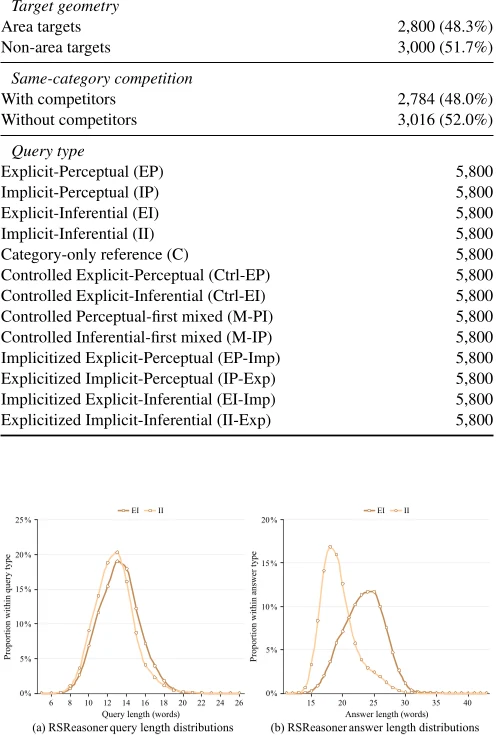 Target geometry
Area targets 2,800 (48.3%)
Non-area targets 3,000 (51.7%)
Same-category competition
With competitors 2,784 (48.0%)
Without competitors 3,016 (52.0%)
Query type
Explicit-Perceptual (EP) 5,800
Implicit-Perceptual (IP) 5,800
Explicit-Inferential (EI) 5,800
Implicit-Inferential (II) 5,800
Category-only reference (C) 5,800
Controlled Explicit-Perceptual (Ctrl-EP) 5,800
Controlled Explicit-Inferential (Ctrl-EI) 5,800
Controlled Perceptual-first mixed (M-PI) 5,800
Controlled Inferential-first mixed (M-IP) 5,800
Implicitized Explicit-Perceptual (EP-Imp) 5,800
Explicitized Implicit-Perceptual (IP-Exp) 5,800
Implicitized Explicit-Inferential (EI-Imp) 5,800
Explicitized Implicit-Inferential (II-Exp) 5,800
EI II
25%
20%
15%
10%
5%
0%
Proportion within query type
6 8 10 12 14 16 18 20 22 24 26
Query length (words)
(a) RSReasoner query length distributions
EI II
20%
15%
10%
5%
0%
Proportion within answer type
15 20 25 30 35 40
Answer length (words)
(b) RSReasoner answer length distributions